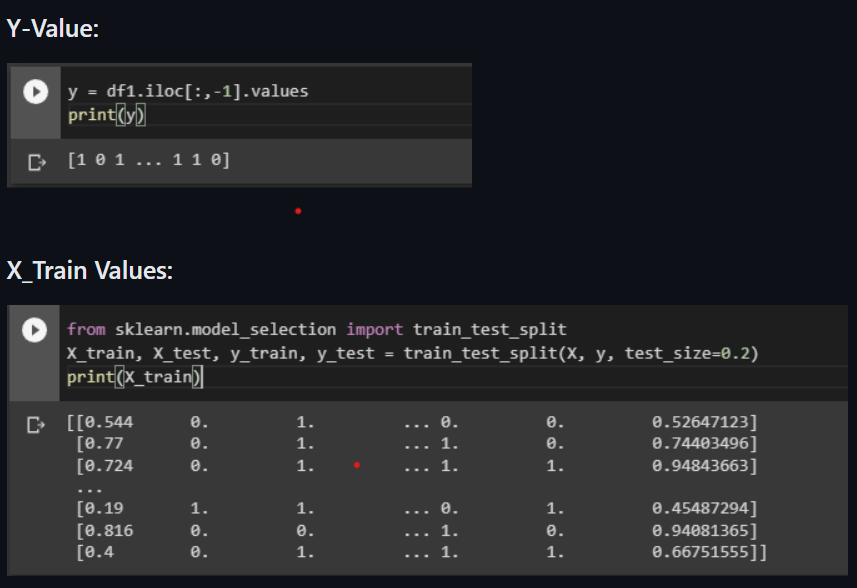 Y-Value:
y = df1.iloc[:,-1].values
print(y)
[1 0 1 ... 1 1 0]
X_Train Values:
from sklearn.model_selection import train_test_split
X_train, X_test, y_train, y_test = train_test_split(X, y, test_size=0.2)
print(X_train)
[[0.544 0. 1. ... 0. 0. 0.52647123]
[0.77 0. 1. ... 1. 0. 0.74403496]
[0.724 0. 1. ... 1. 1. 0.94843663]
...
[0.19 1. 1. ... 0. 1. 0.45487294]
[0.816 0. 0. ... 1. 0. 0.94081365]
[0.4 0. 1. ... 1. 1. 0.66751555]]